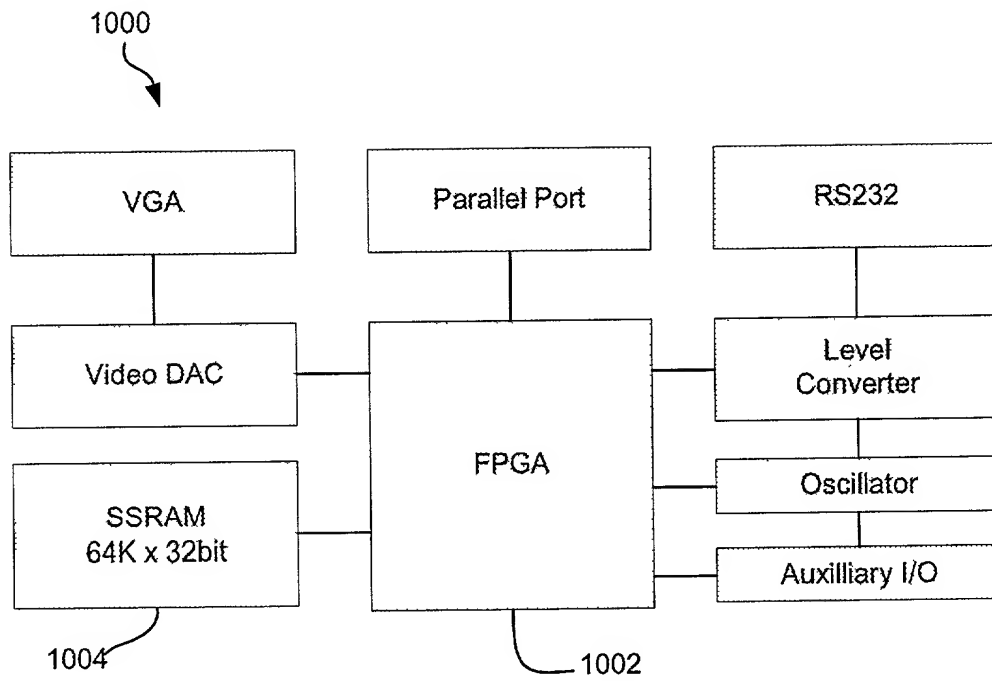 1000
VGA
Parallel Port
RS232
Video DAC
Level
Converter
FPGA
SSRAM
64K x 32bit
Oscillator
Auxilliary I/O
1004
1002